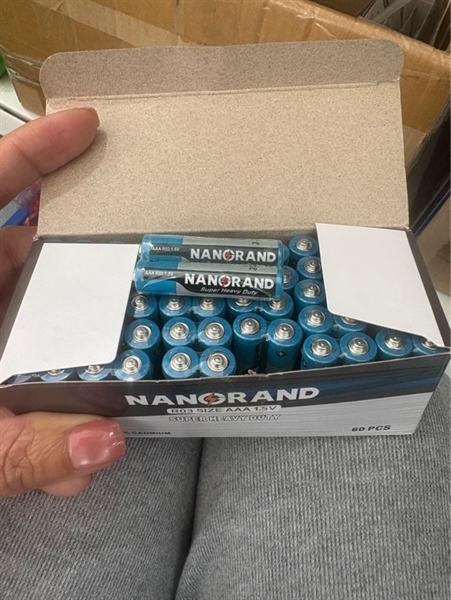 AAA R03 1.5V
NANORAND
AAA R03 1.5V
NANORAND
Super Heavy Duty
NANORAND
R03 SIZE AAA 1.5V
SUPER HEAVY DUTY
CADMIUM
60 PCS